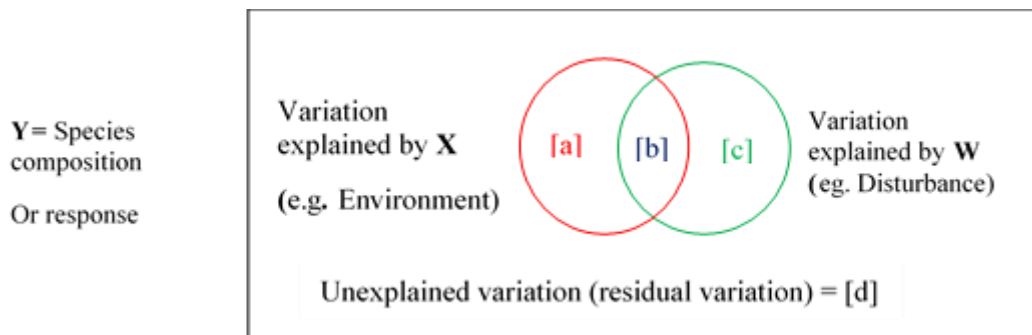 Y= Species
composition
Or response
Variation
explained by X
(e.g. Environment)
[a]
[b]
[c]
Variation
explained by W
(eg. Disturbance)
Unexplained variation (residual variation) = [d]